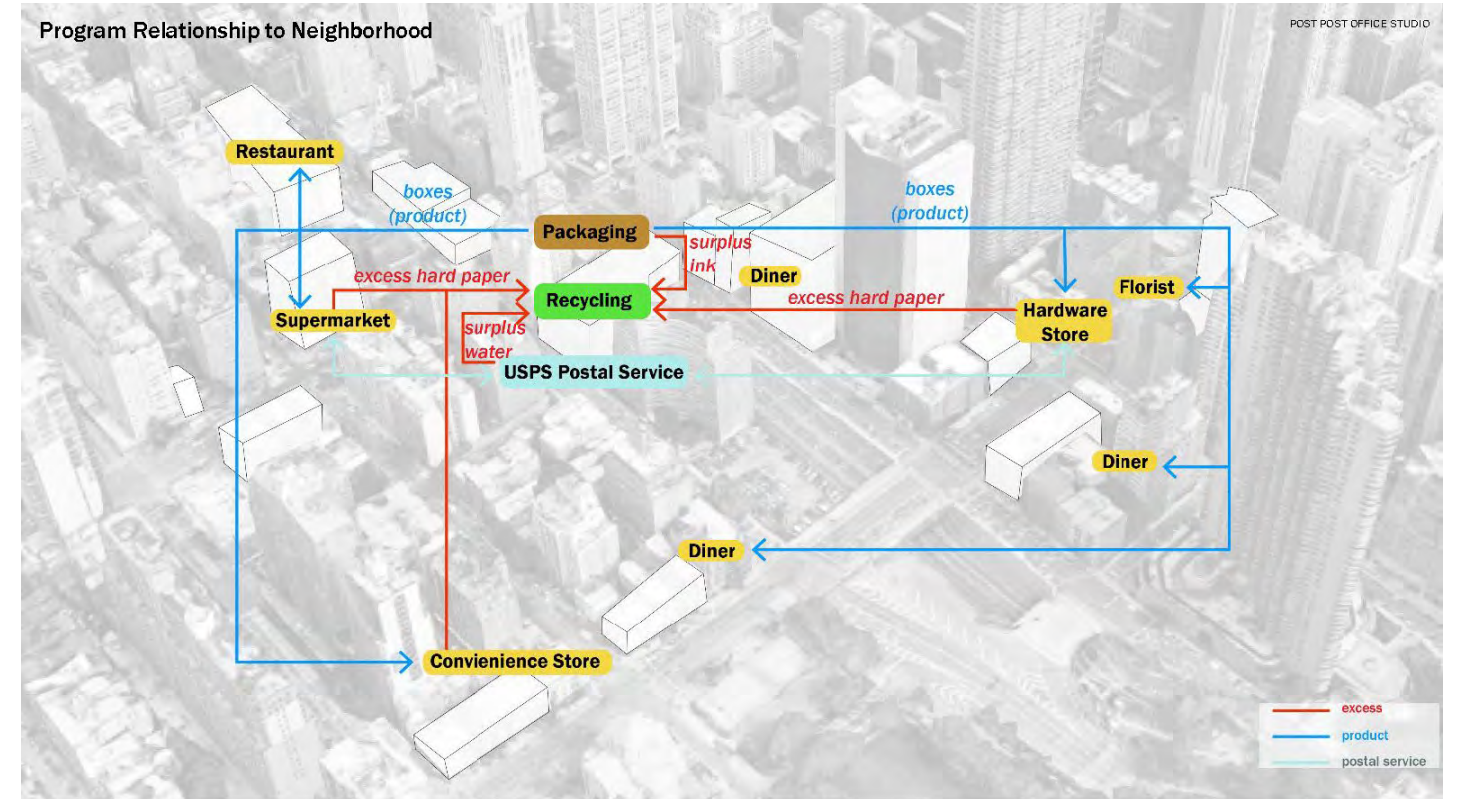 Program Relationship to Neighborhood
POST POST OFFICE STUDIO
Restaurant
boxes
(product)
boxes
(product)
Packaging
surplus
ink
Diner
excess hard paper
Recycling
excess hard paper
Florist
Supermarket
Hardware
Store
surplus
water
USPS Postal Service
Diner
Diner
Convienience Store
excess
product
postal service